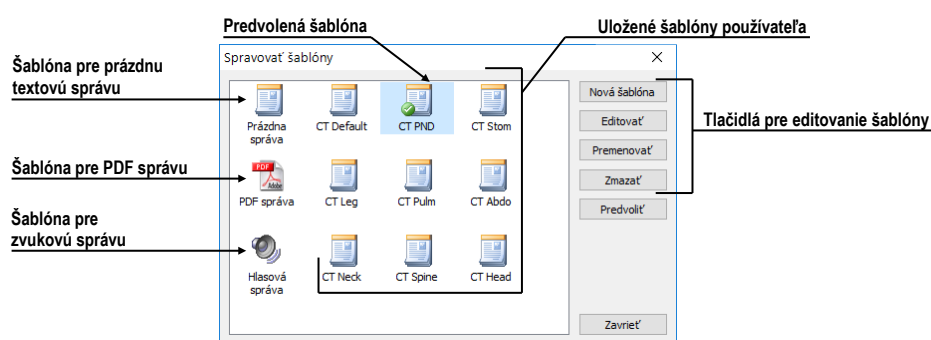 Predvolená šablóna
Uložené šablóny používateľa
Spravovať šablóny
Šablóna pre prázdnu
textovú správu
Nová šablóna
Prázdna
správa
CT Default
CT PND
CT Stom
Editovať
Tlačidlá pre editovanie šablóny
Premenovať
Šablóna pre PDF správu
PDF
Adobe
Zmazať
PDF správa
CT Leg
CT Pulm
CT Abdo
Predvoliť
Šablóna pre
zvukovú správu
Hlasová
správa
CT Neck
CT Spine
CT Head
Zavrieť